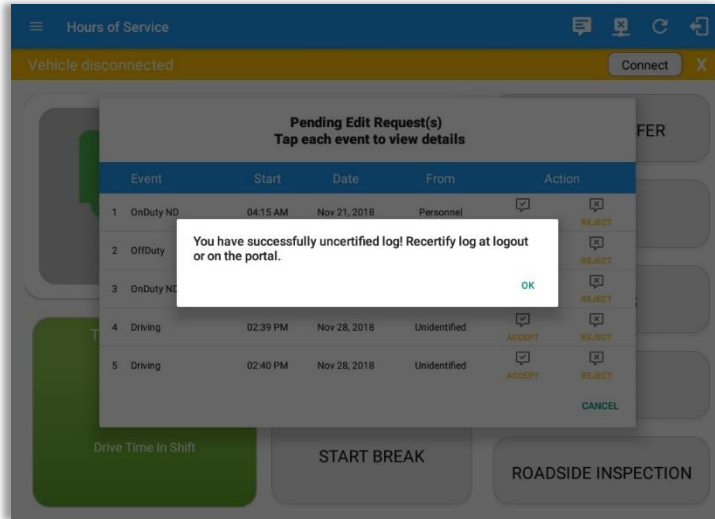 Hours of Service
Vehicle disconnected
Connect
X
FER
Pending Edit Request(s)
Tap each event to view details
Event Start Date From Action
1 OnDuty ND 04:15 AM Nov 21, 2018 Personnel
REJECT
2 OffDuty
REJECT
You have successfully uncertified log! Recertify log at logout
or on the portal.
OK
3 OnDuty ND
REJECT
4 Driving 02:39 PM Nov 28, 2018 Unidentified
ACCEPT REJECT
5 Driving 02:40 PM Nov 28, 2018 Unidentified
ACCEPT REJECT
CANCEL
Drive Time In Shift
START BREAK
ROADSIDE INSPECTION